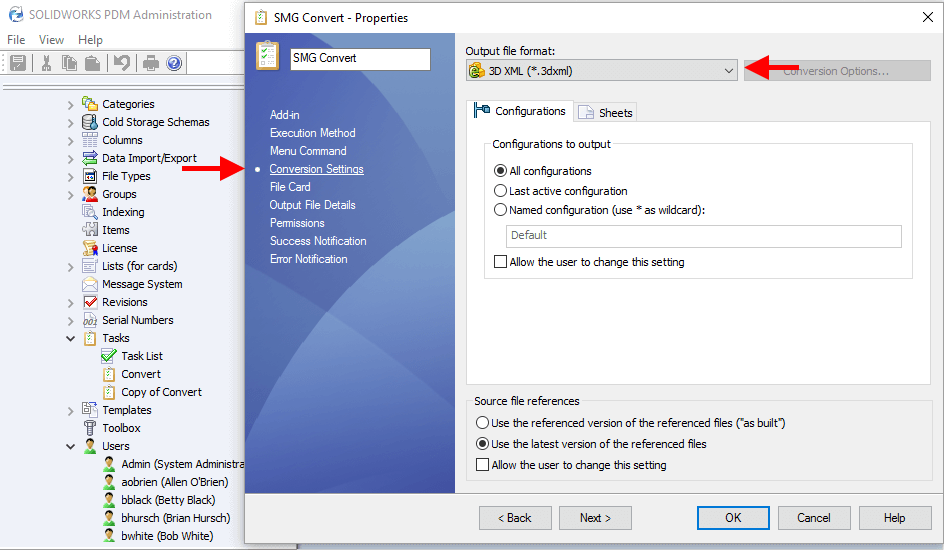 SOLIDWORKS PDM Administration
File View Help
Categories
Cold Storage Schemas
Columns
Data Import/Export
File Types
Groups
Indexing
Items
License
Lists (for cards)
Message System
Revisions
001 Serial Numbers
Tasks
Task List
Convert
Copy of Convert
Templates
Toolbox
Users
Admin (System Administra
aobrien (Allen O'Brien)
bblack (Betty Black)
bhursch (Brian Hursch)
bwhite (Bob White)
SMG Convert - Properties
SMG Convert
Add-in
Execution Method
Menu Command
Conversion Settings
File Card
Output File Details
Permissions
Success Notification
Error Notification
Output file format:
3D XML (*.3dxml)
Conversion Options...
Configurations
Sheets
Configurations to output
All configurations
Last active configuration
Named configuration (use * as wildcard):
Default
Allow the user to change this setting
Source file references
Use the referenced version of the referenced files ("as built")
Use the latest version of the referenced files
Allow the user to change this setting
< Back
Next >
OK
Cancel
Help